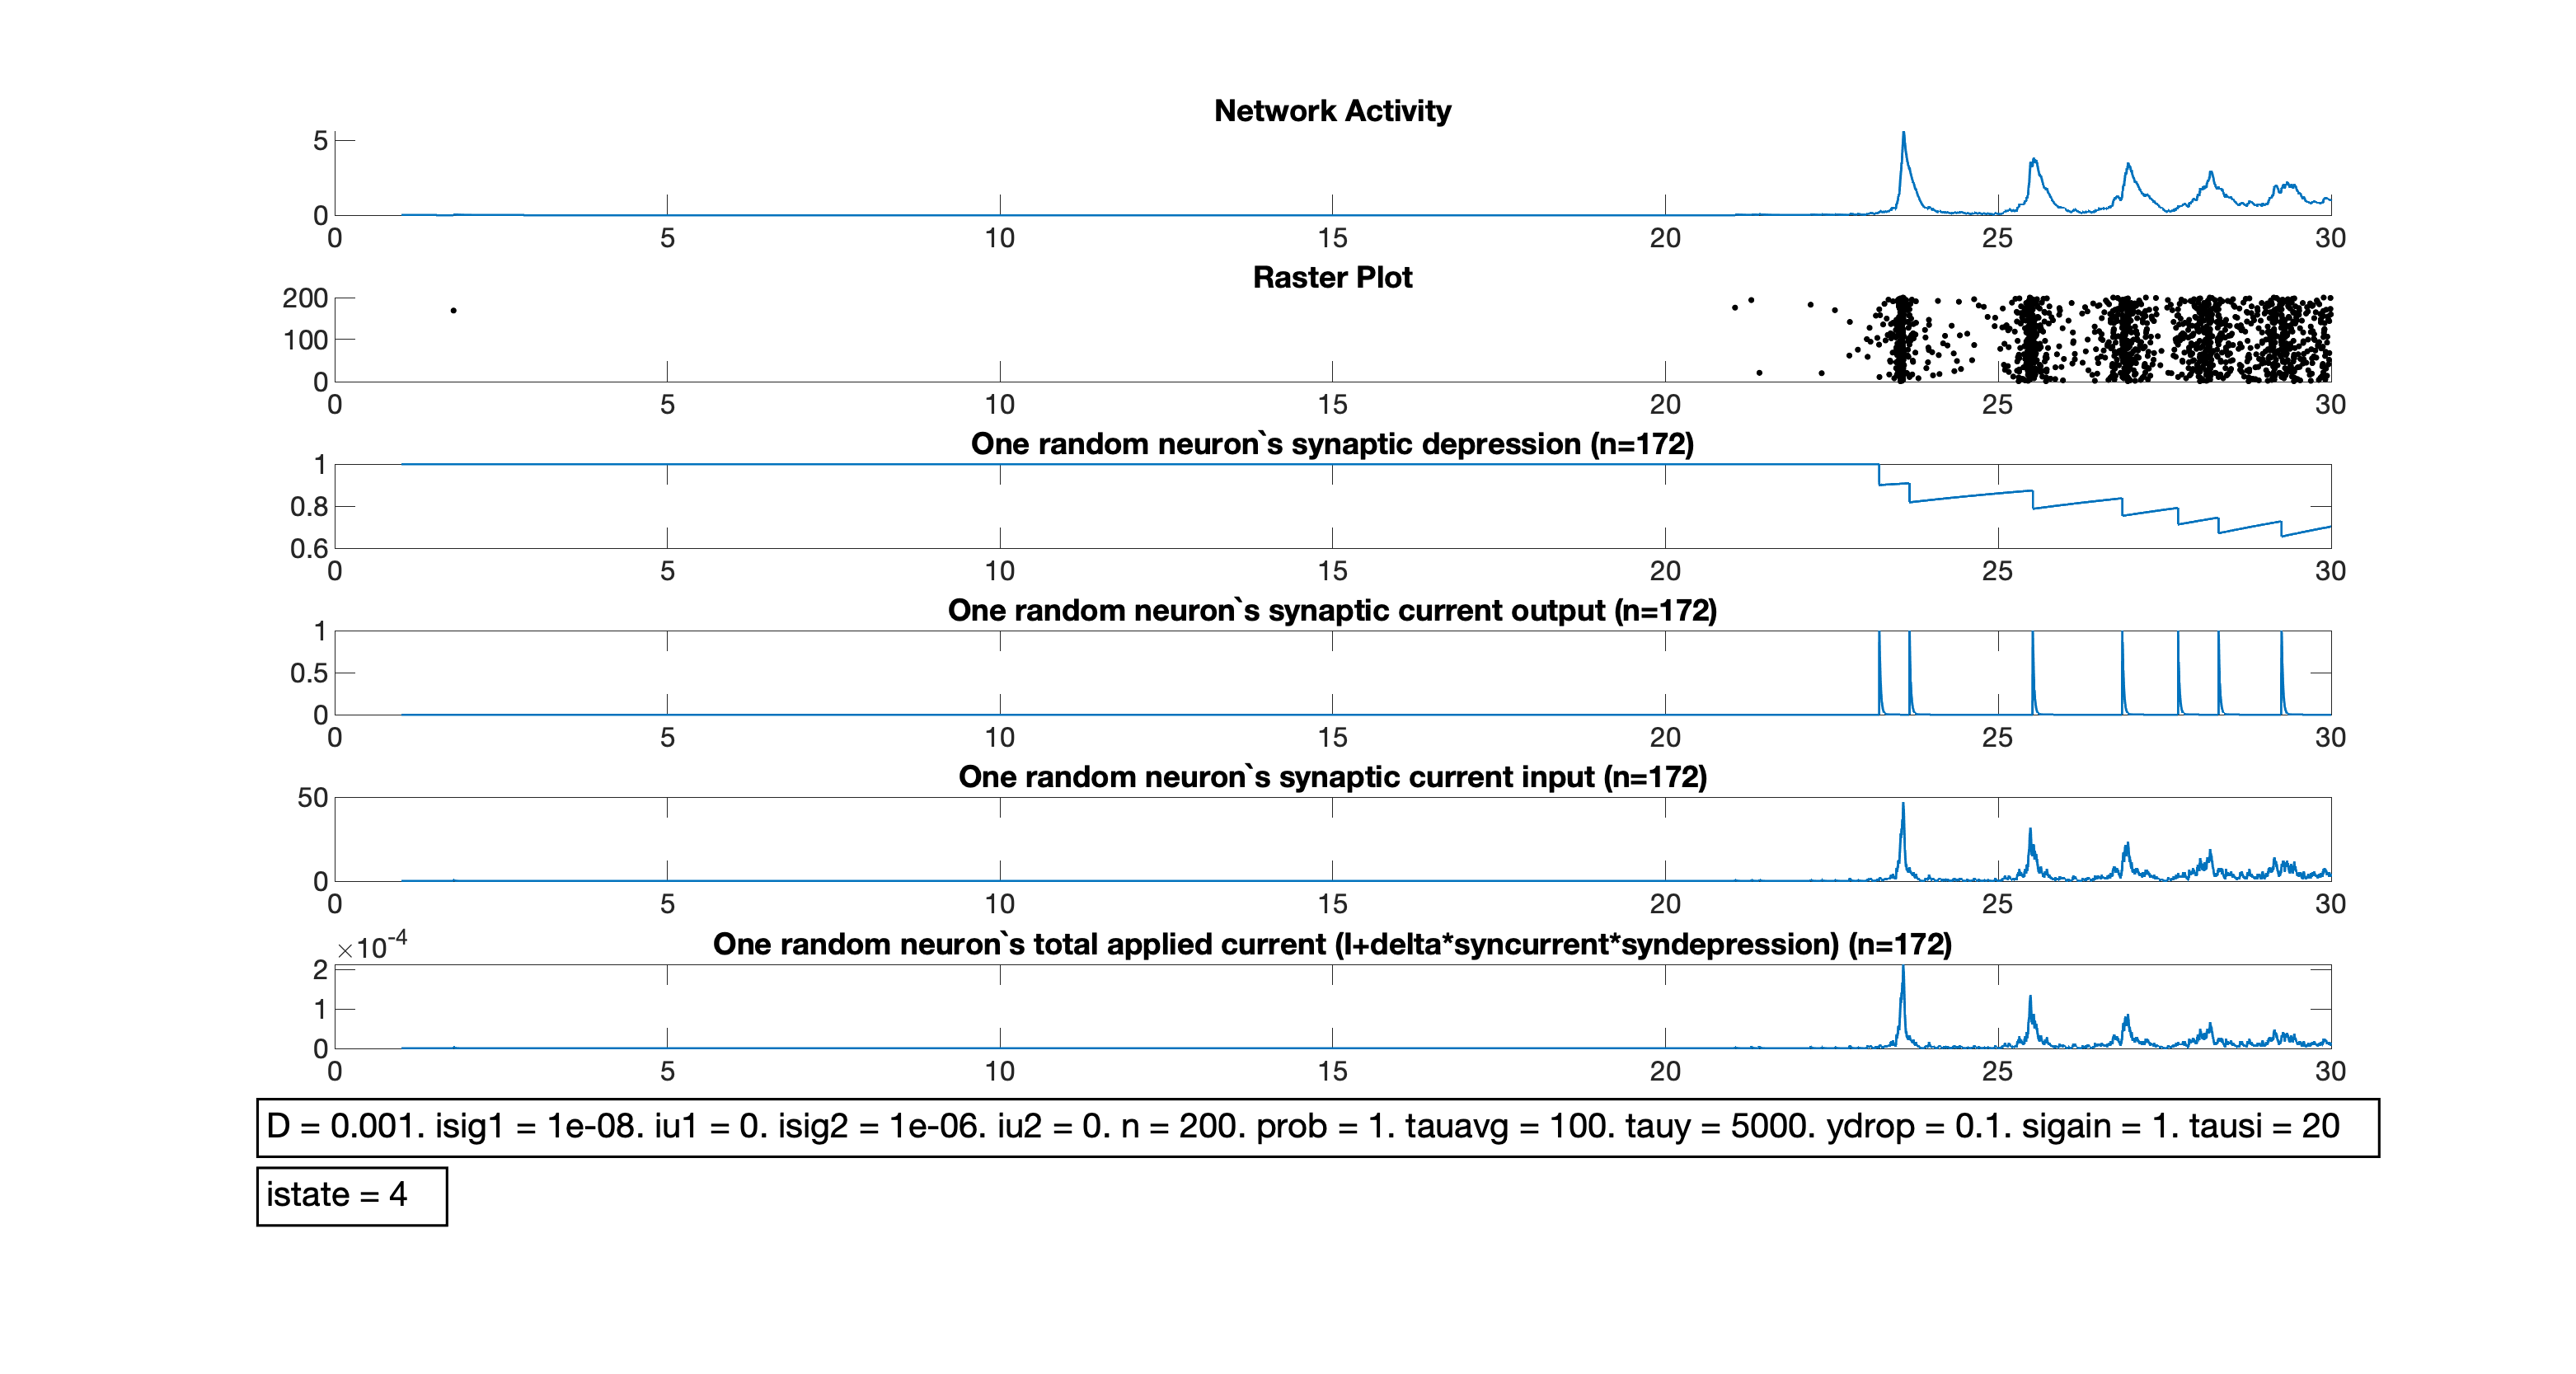 Network Activity
5
0
0 5 10 15 20 25 30
Raster Plot
200
100
0
0 5 10 15 20 25 30
One random neuron`s synaptic depression (n=172)
1
0.8
0.6
0 5 10 15 20 25 30
One random neuron`s synaptic current output (n=172)
1
0.5
0
0 5 10 15 20 25 30
One random neuron`s synaptic current input (n=172)
50
0
0 5 10 15 20 25 30
×10-4
One random neuron`s total applied current (I+delta*syncurrent*syndepression) (n=172)
2
1
0
0 5 10 15 20 25 30
D = 0.001. isig1 = 1e-08. iu1 = 0. isig2 = 1e-06. iu2 = 0. n = 200. prob = 1. tauavg = 100. tauy = 5000. ydrop = 0.1. sigain = 1. tausi = 20
istate = 4